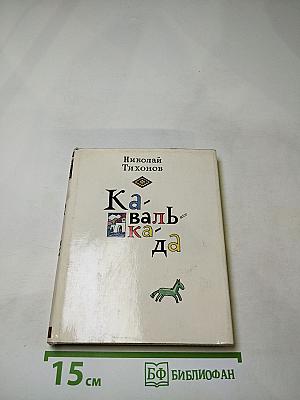 Николай
Тихонов
Ка-
валь-
ка-
да
15 см
БФ БИБЛИОФАН